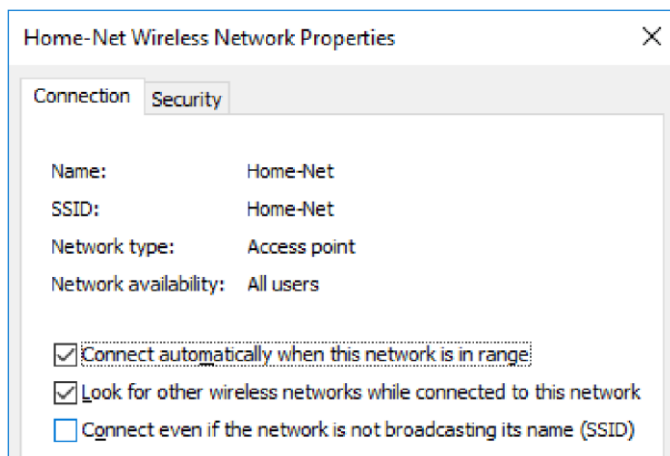 Home-Net Wireless Network Properties
Connection Security
Name: Home-Net
SSID: Home-Net
Network type: Access point
Network availability: All users
Connect automatically when this network is in range
Look for other wireless networks while connected to this network
Connect even if the network is not broadcasting its name (SSID)